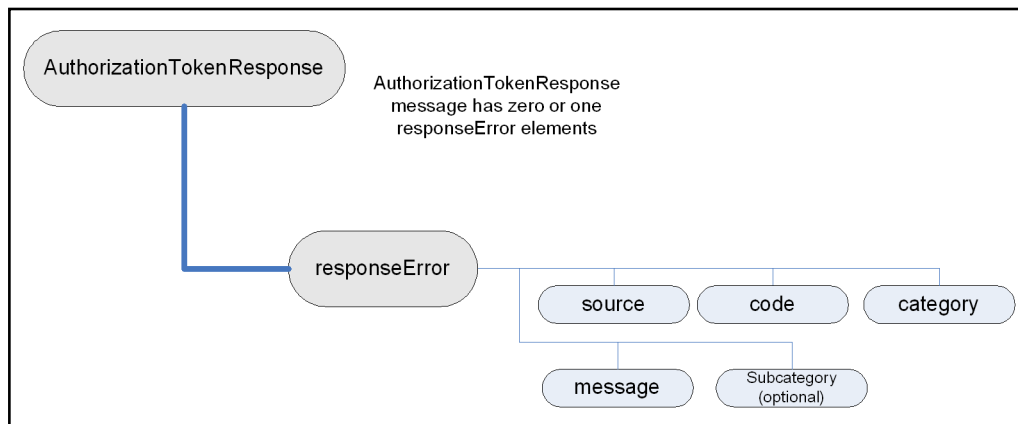 AuthorizationTokenResponse
AuthorizationTokenResponse
message has zero or one
responseError elements
responseError
source
code
category
message
Subcategory
(optional)